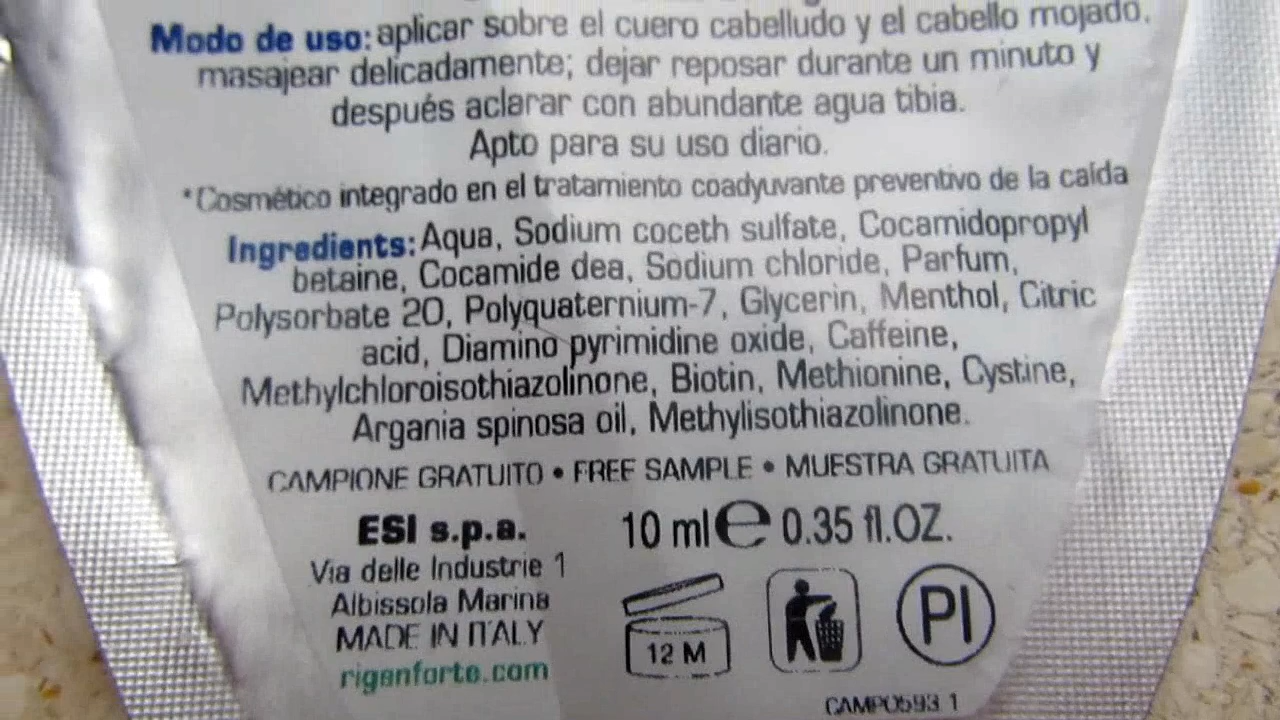 Modo de uso: aplicar sobre el cuero cabelludo y el cabello mojado,
masajear delicadamente; dejar reposar durante un minuto y
después aclarar con abundante agua tibia.
Apto para su uso diario.
*Cosmético integrado en el tratamiento coadyuvante preventivo de la caída
Ingredients: Aqua, Sodium coceth sulfate, Cocamidopropyl
betaine, Cocamide dea, Sodium chloride, Parfum,
Polysorbate 20, Polyquaternium-7, Glycerin, Menthol, Citric
acid, Diamino pyrimidine oxide, Caffeine,
Methylchloroisothiazolinone, Biotin, Methionine, Cystine,
Argania spinosa oil, Methylisothiazolinone.
CAMPIONE GRATUITO • FREE SAMPLE • MUESTRA GRATUITA
ESI s.p.a.
Via delle Industrie 1
Albissola Marina
MADE IN ITALY
rigenforte.com
10 ml e 0.35 fl.OZ.
12 M
PI
CAMP0593 1